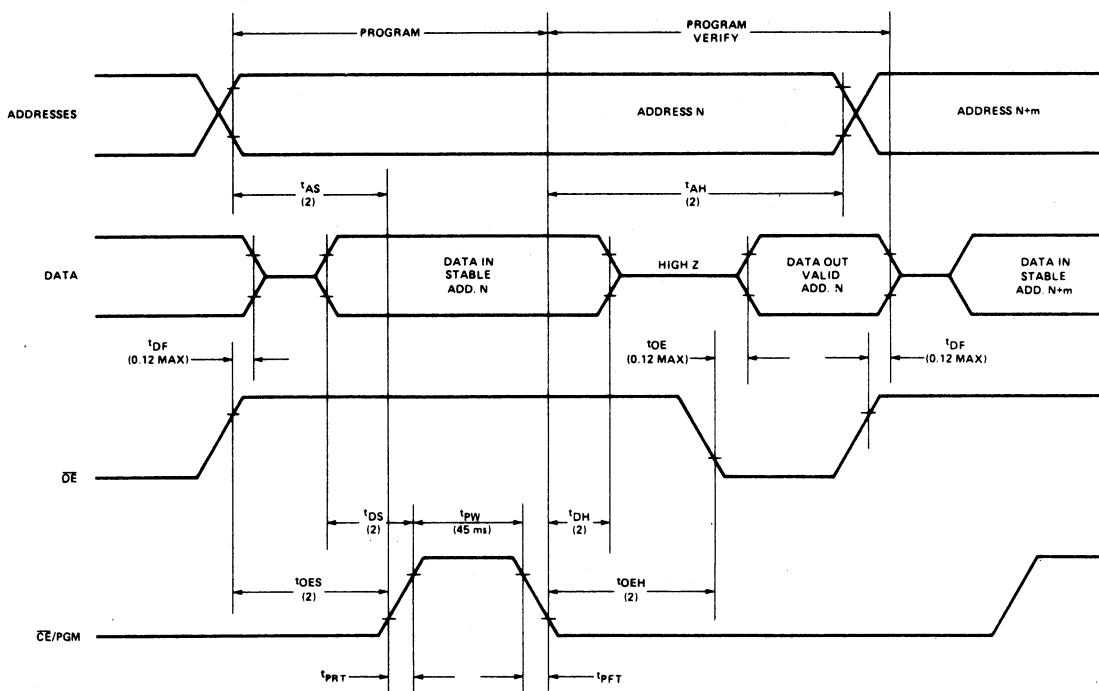 PROGRAM
PROGRAM
VERIFY
ADDRESSES
ADDRESS N
ADDRESS N+m
tAS
(2)
tAH
(2)
DATA
DATA IN
STABLE
ADD. N
HIGH Z
DATA OUT
VALID
ADD. N
DATA IN
STABLE
ADD. N+m
tDF
(0.12 MAX)
tOE
(0.12 MAX)
tDF
(0.12 MAX)
OE
tDS
(2)
tPW
(45 ms)
tDH
(2)
tOES
(2)
tOEH
(2)
CE/PGM
tPRT
tPFT